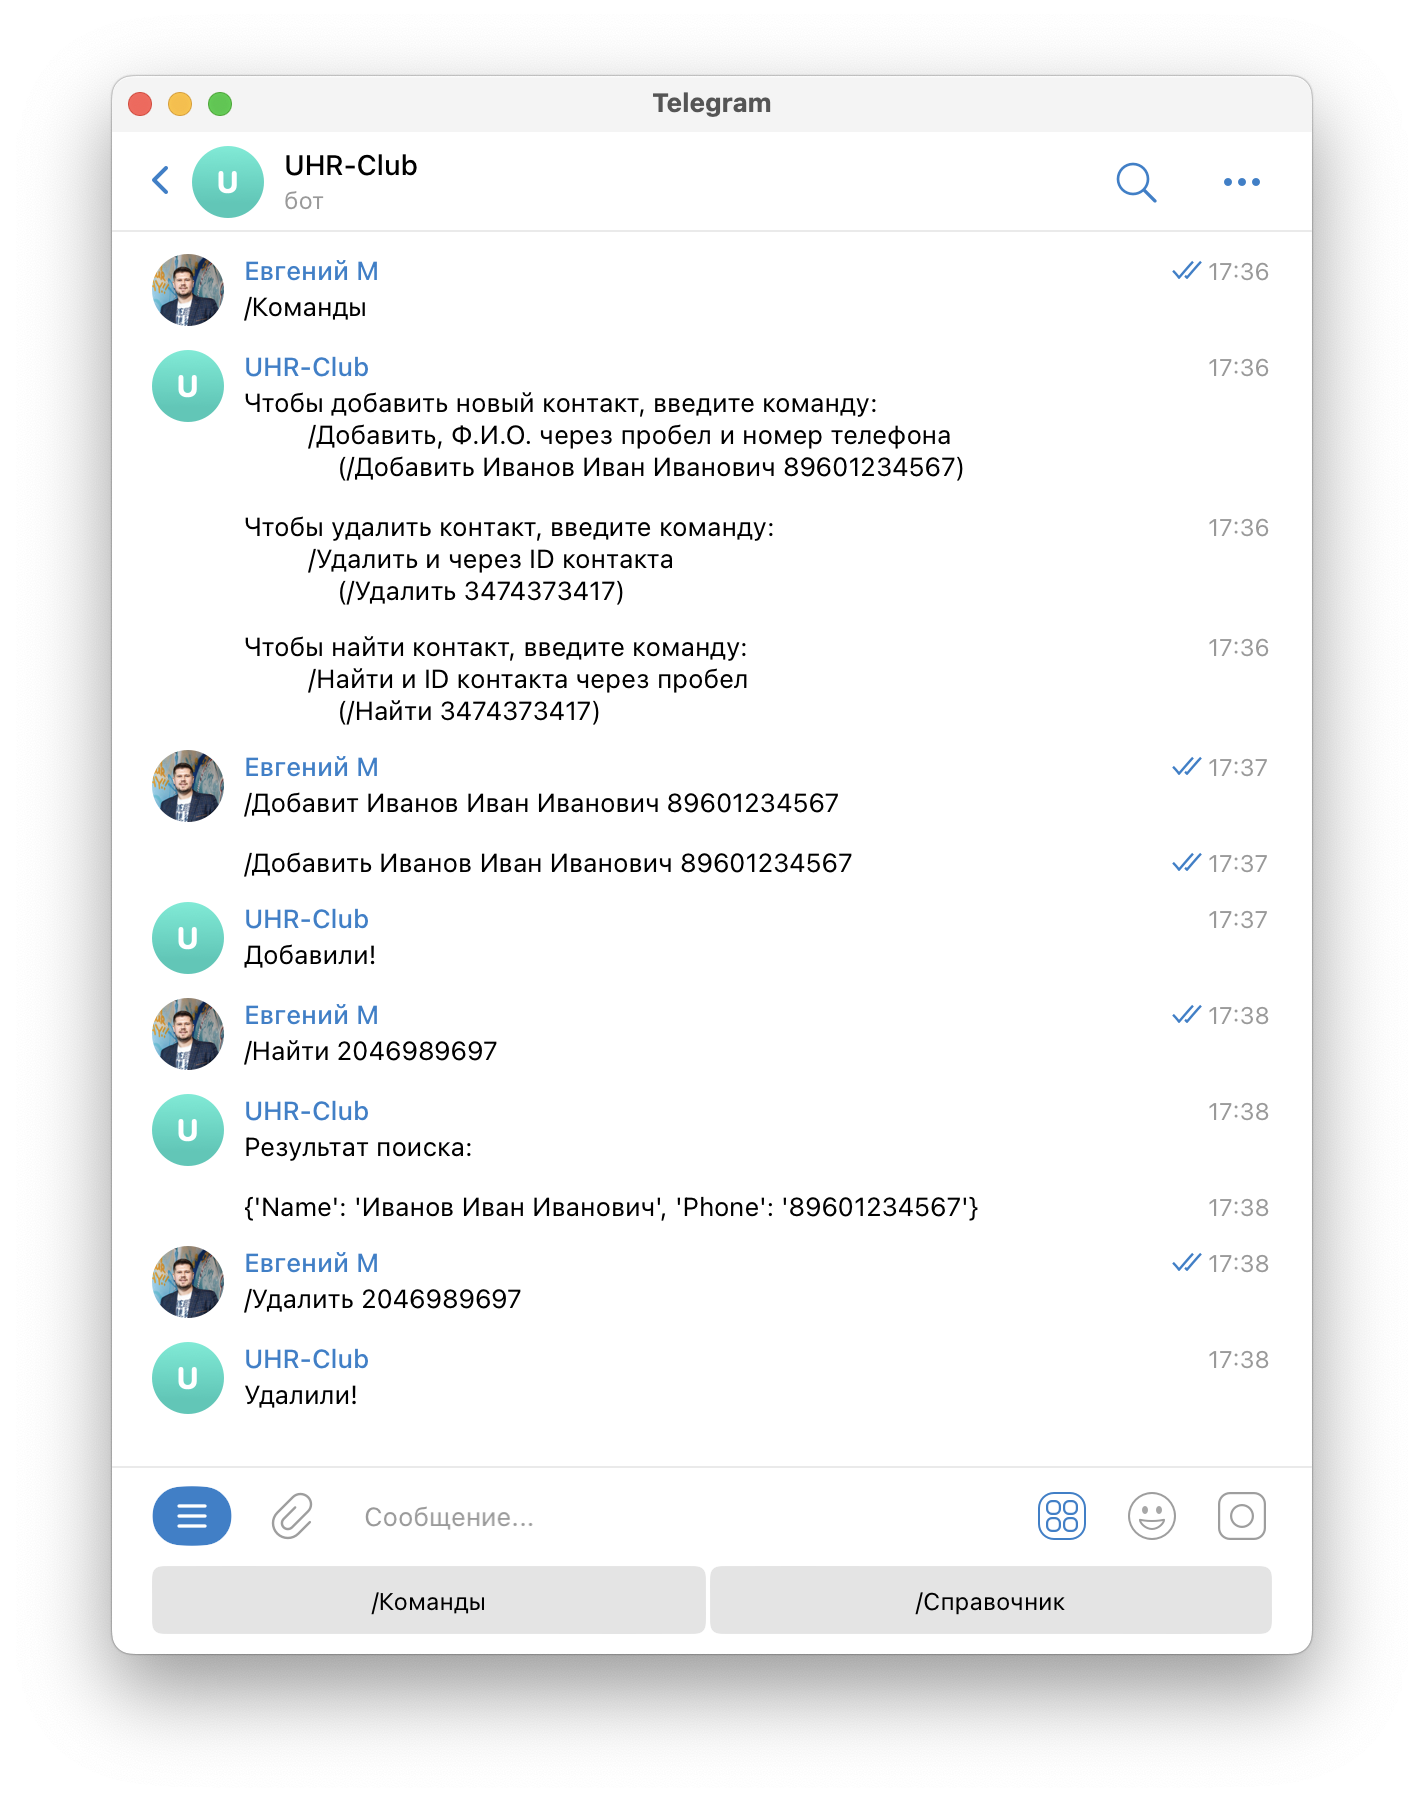 Telegram
U
UHR-Club
бот
Евгений М
17:36
/Команды
U
UHR-Club
17:36
Чтобы добавить новый контакт, введите команду:
/Добавить, Ф.И.О. через пробел и номер телефона
(/Добавить Иванов Иван Иванович 89601234567)
Чтобы удалить контакт, введите команду:
17:36
/Удалить и через ID контакта
(/Удалить 3474373417)
Чтобы найти контакт, введите команду:
17:36
/Найти и ID контакта через пробел
(/Найти 3474373417)
Евгений М
17:37
/Добавит Иванов Иван Иванович 89601234567
/Добавить Иванов Иван Иванович 89601234567
17:37
U
UHR-Club
17:37
Добавили!
Евгений М
17:38
/Найти 2046989697
U
UHR-Club
17:38
Результат поиска:
{'Name': 'Иванов Иван Иванович', 'Phone': '89601234567'}
17:38
Евгений М
17:38
/Удалить 2046989697
U
UHR-Club
17:38
Удалили!
Сообщение...
/Команды
/Справочник